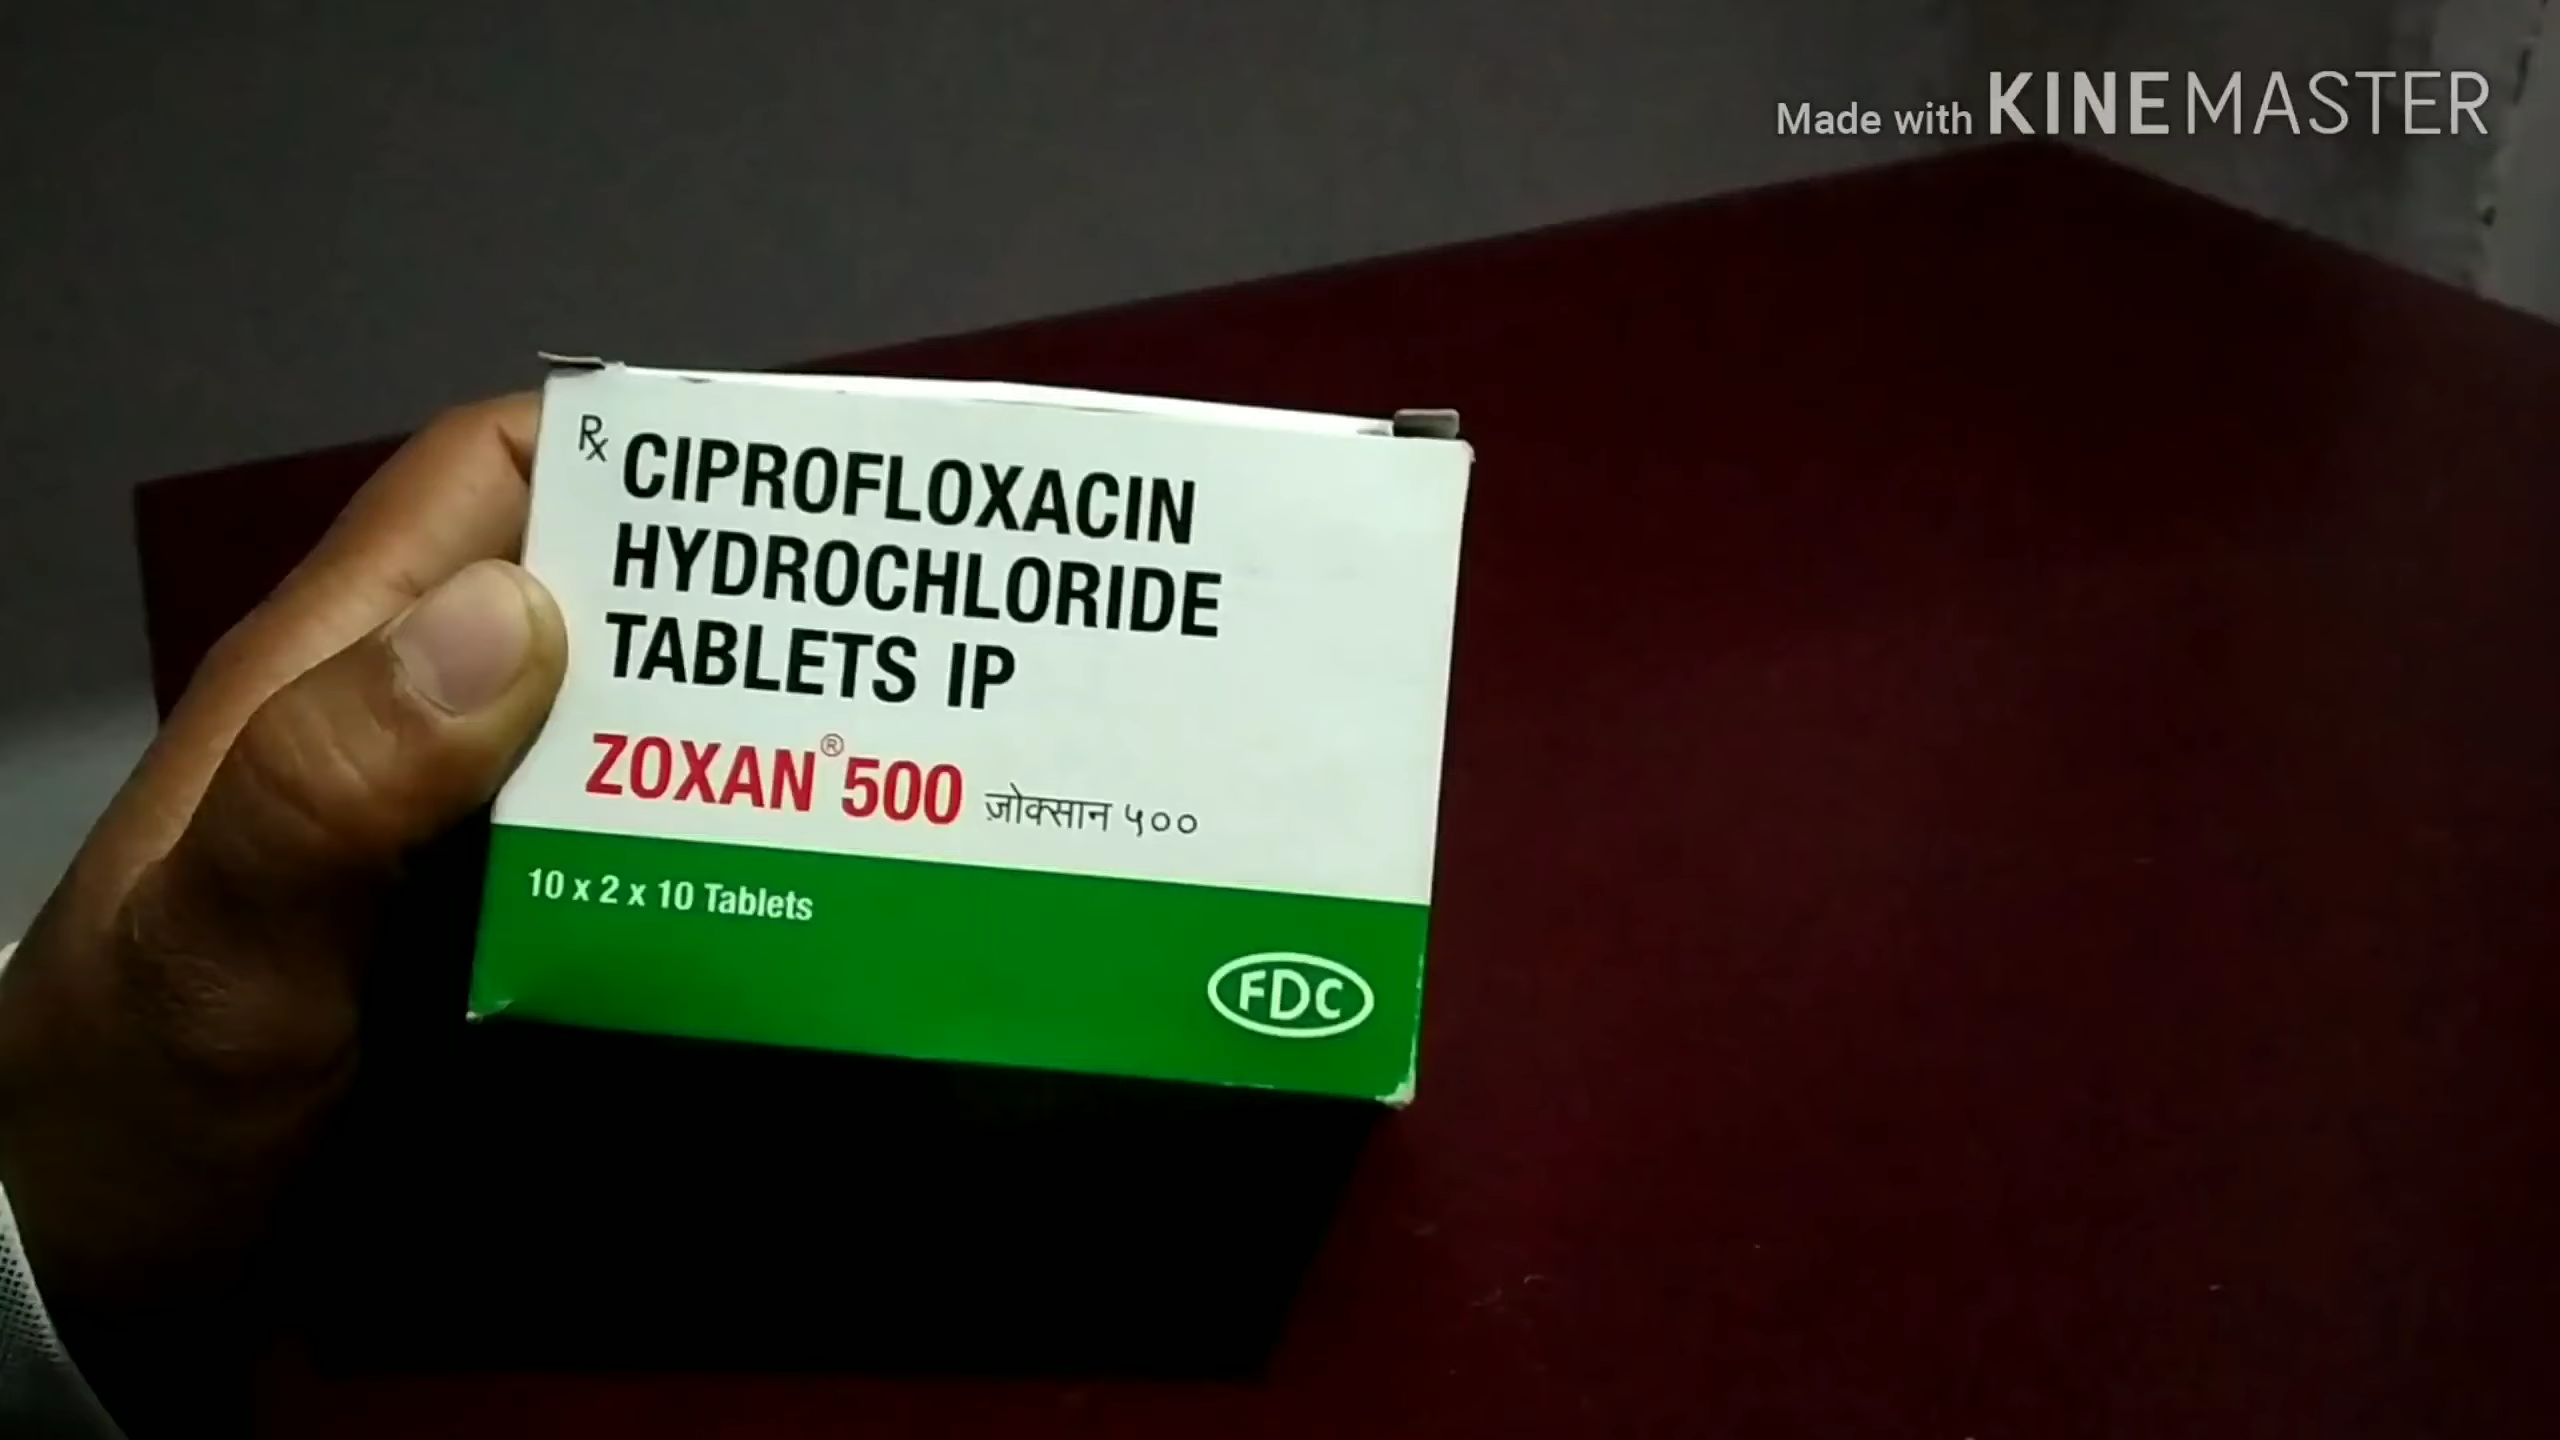 Made with KINEMASTER
Rx CIPROFLOXACIN
HYDROCHLORIDE
TABLETS IP
ZOXAN® 500 ज़ोक्सान ५००
10 x 2 x 10 Tablets
FDC